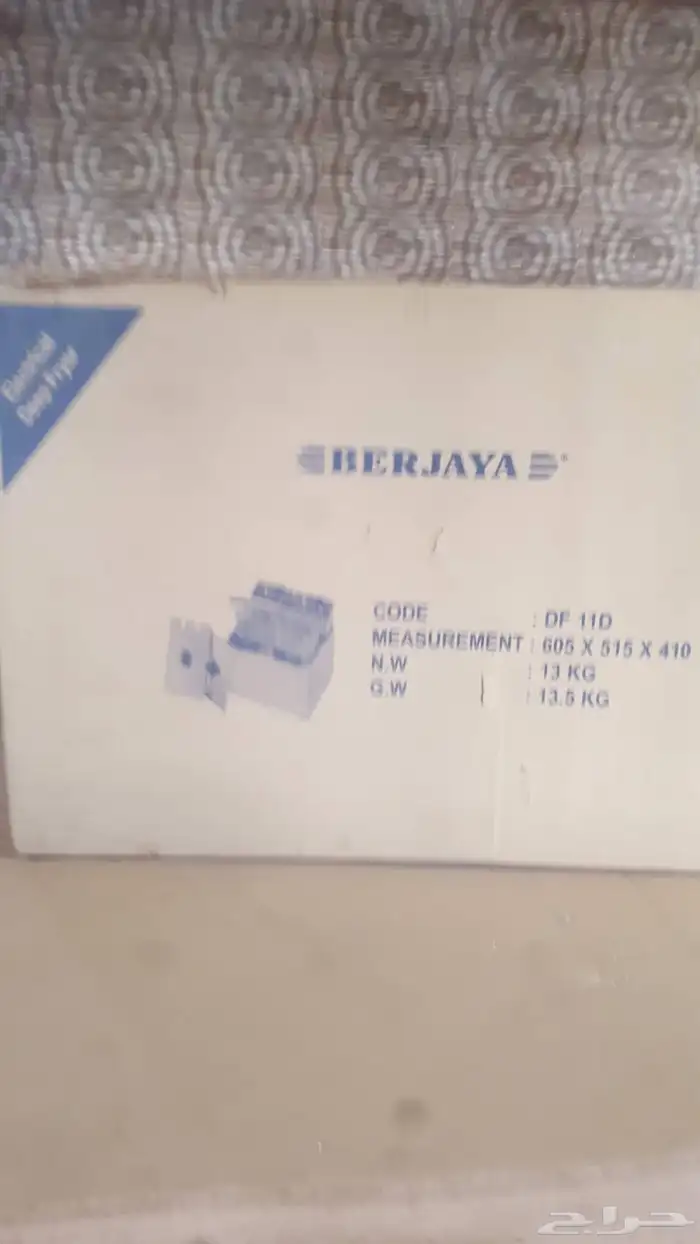 Electrical
Deep Fryer
BERJAYA
CODE : DF 11D
MEASUREMENT : 605 X 515 X 410
N.W : 13 KG
G.W : 13.5 KG
حراج